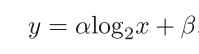 y = αlog₂x + β.